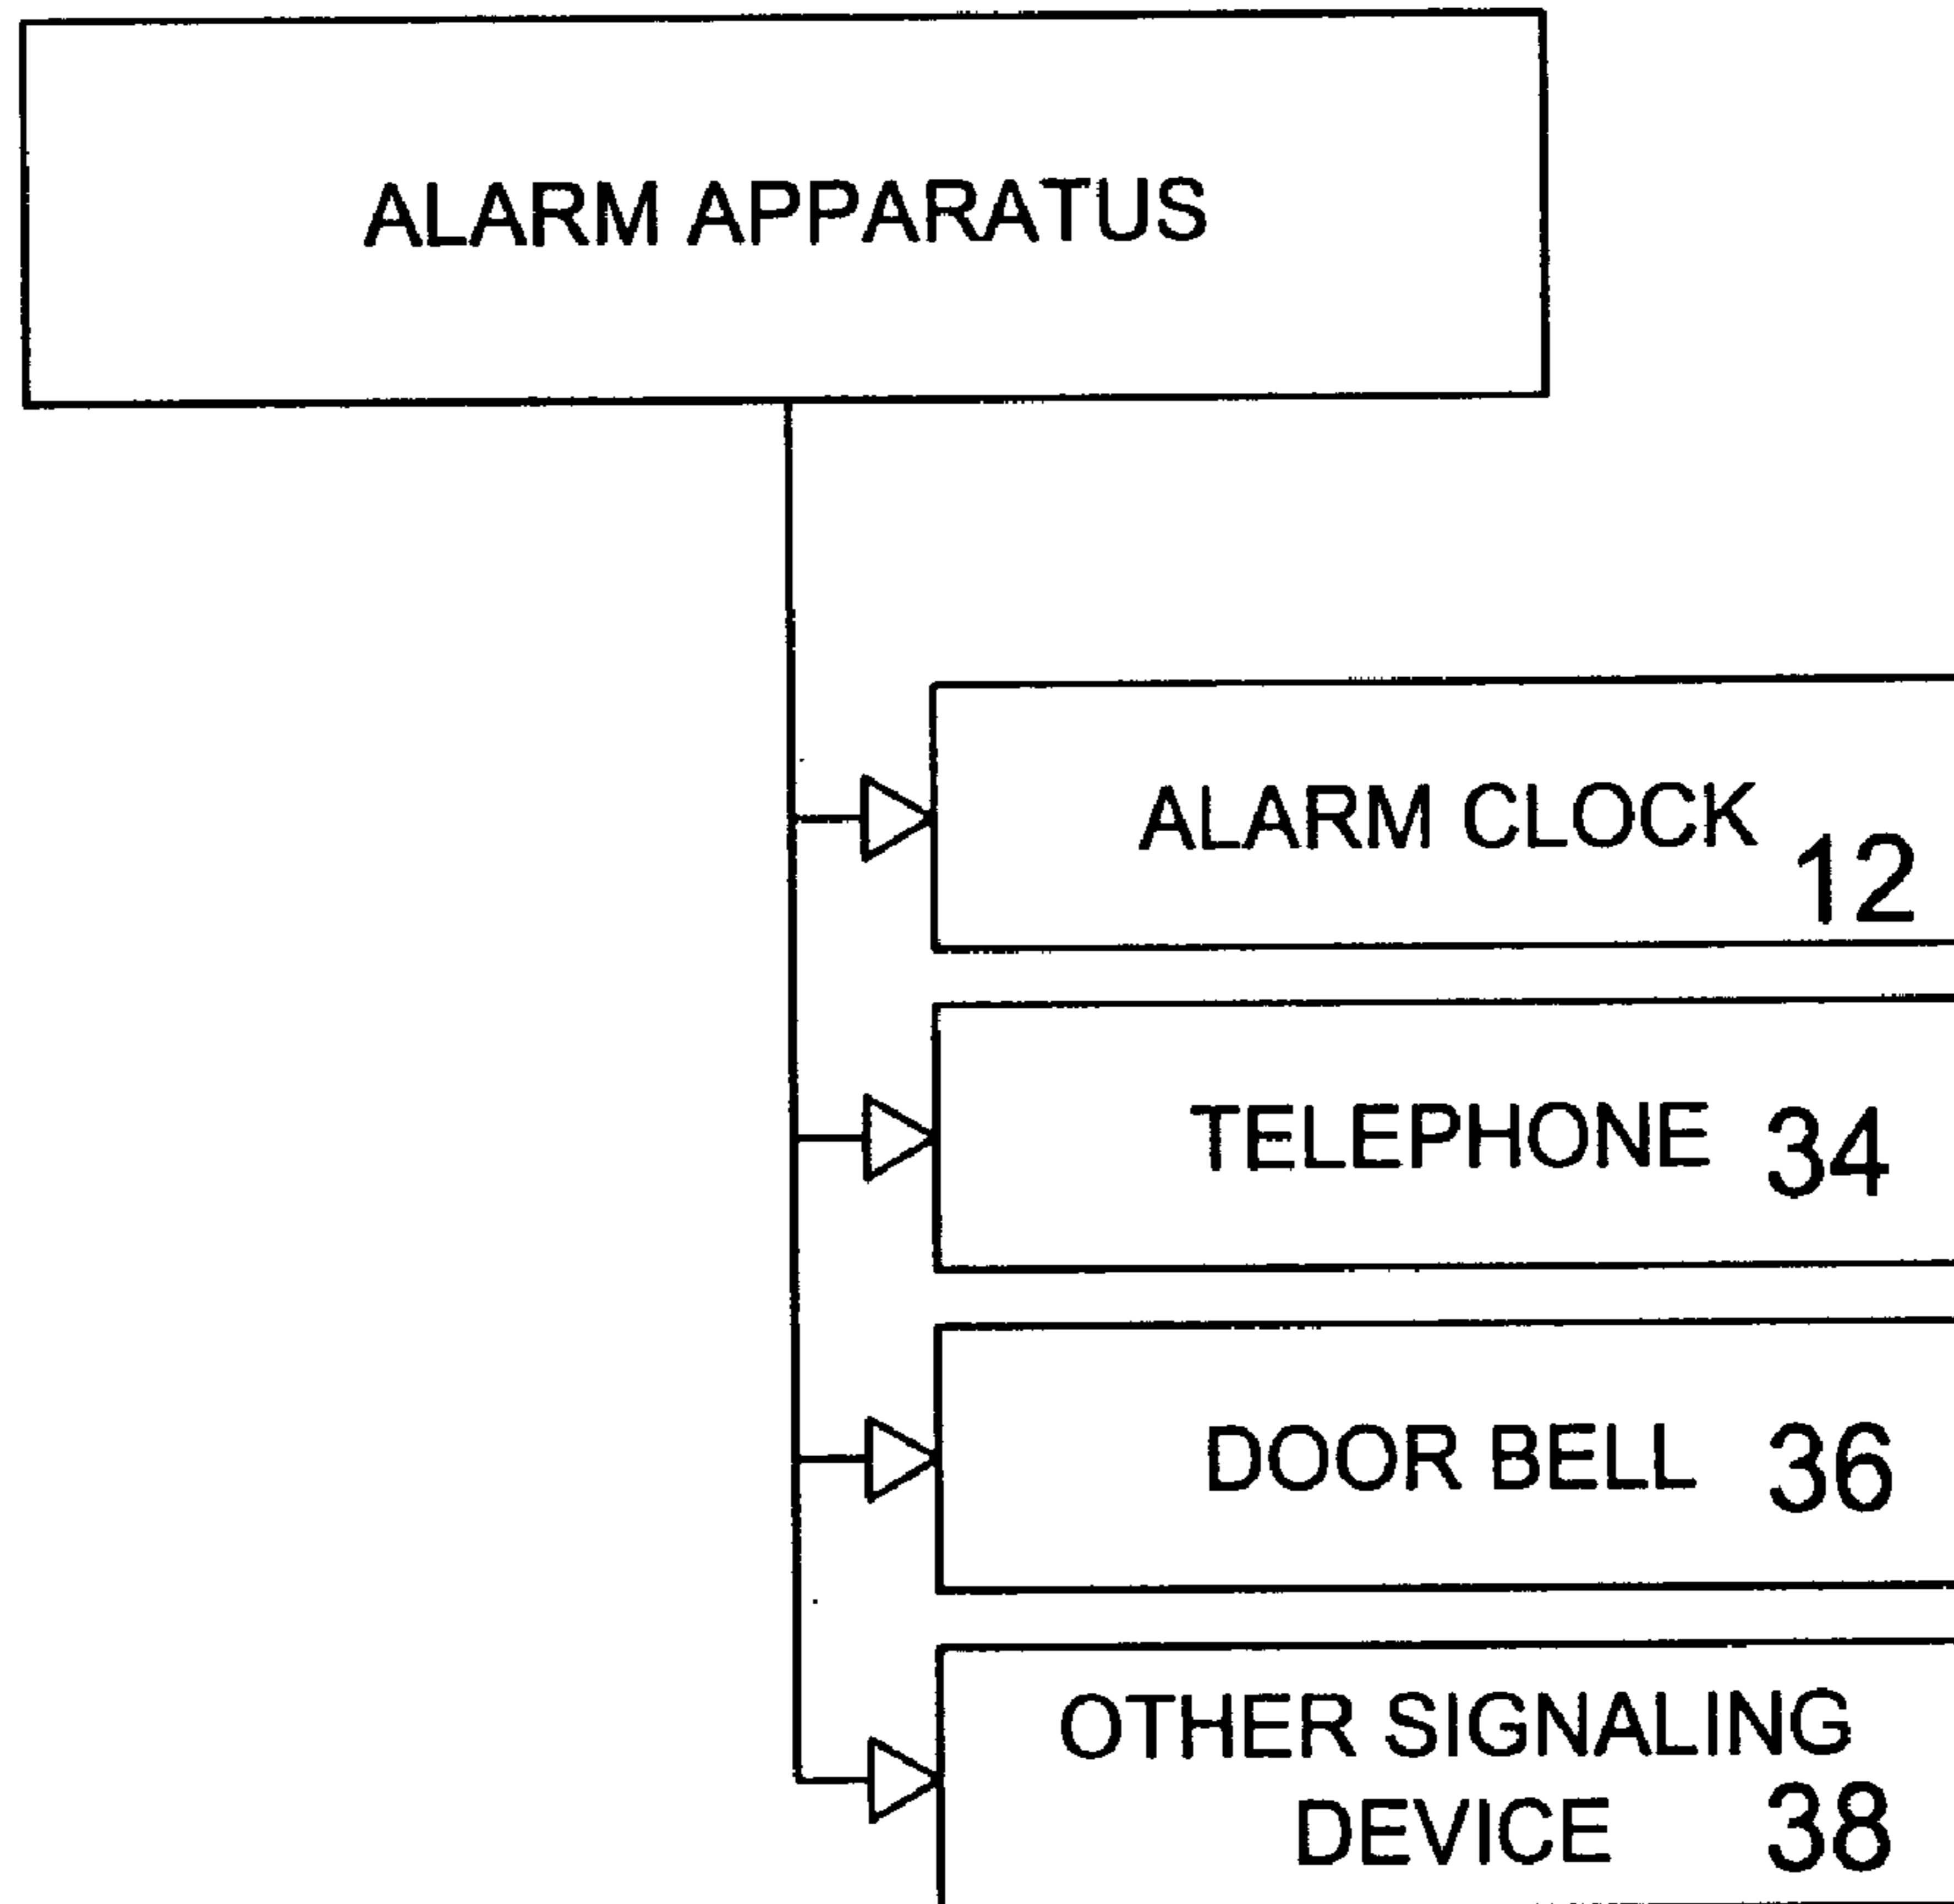 ALARM APPARATUS
ALARM CLOCK 12
TELEPHONE 34
DOOR BELL 36
OTHER SIGNALING
DEVICE 38